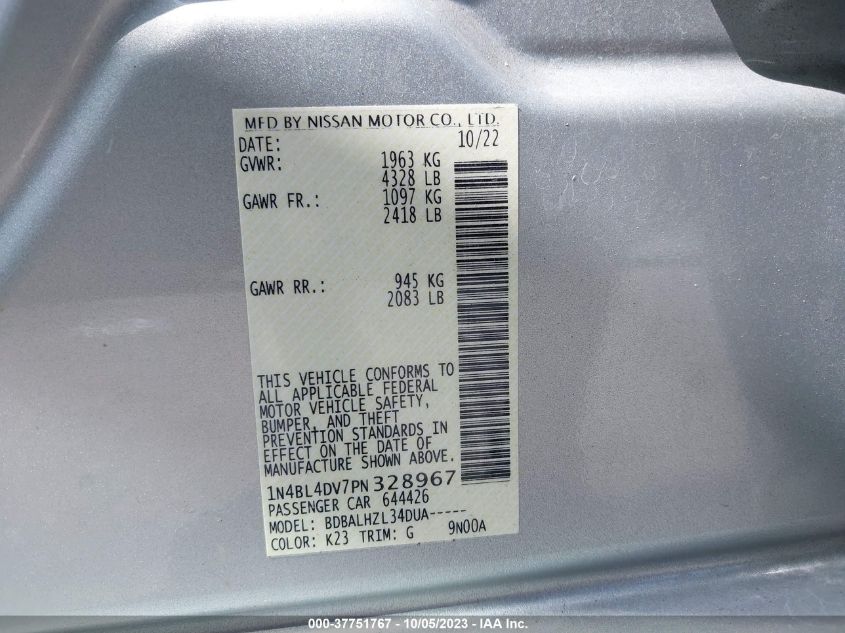 MFD BY NISSAN MOTOR CO., LTD.
DATE: 10/22
GVWR: 1963 KG
4328 LB
GAWR FR.: 1097 KG
2418 LB
GAWR RR.: 945 KG
2083 LB
THIS VEHICLE CONFORMS TO
ALL APPLICABLE FEDERAL
MOTOR VEHICLE SAFETY,
BUMPER, AND THEFT
PREVENTION STANDARDS IN
EFFECT ON THE DATE OF
MANUFACTURE SHOWN ABOVE.
1N4BL4DV7PN328967
PASSENGER CAR 644426
MODEL: BDBALHZL34DUA-----
COLOR: K23 TRIM: G 9N00A
000-37751767 - 10/05/2023 - IAA Inc.